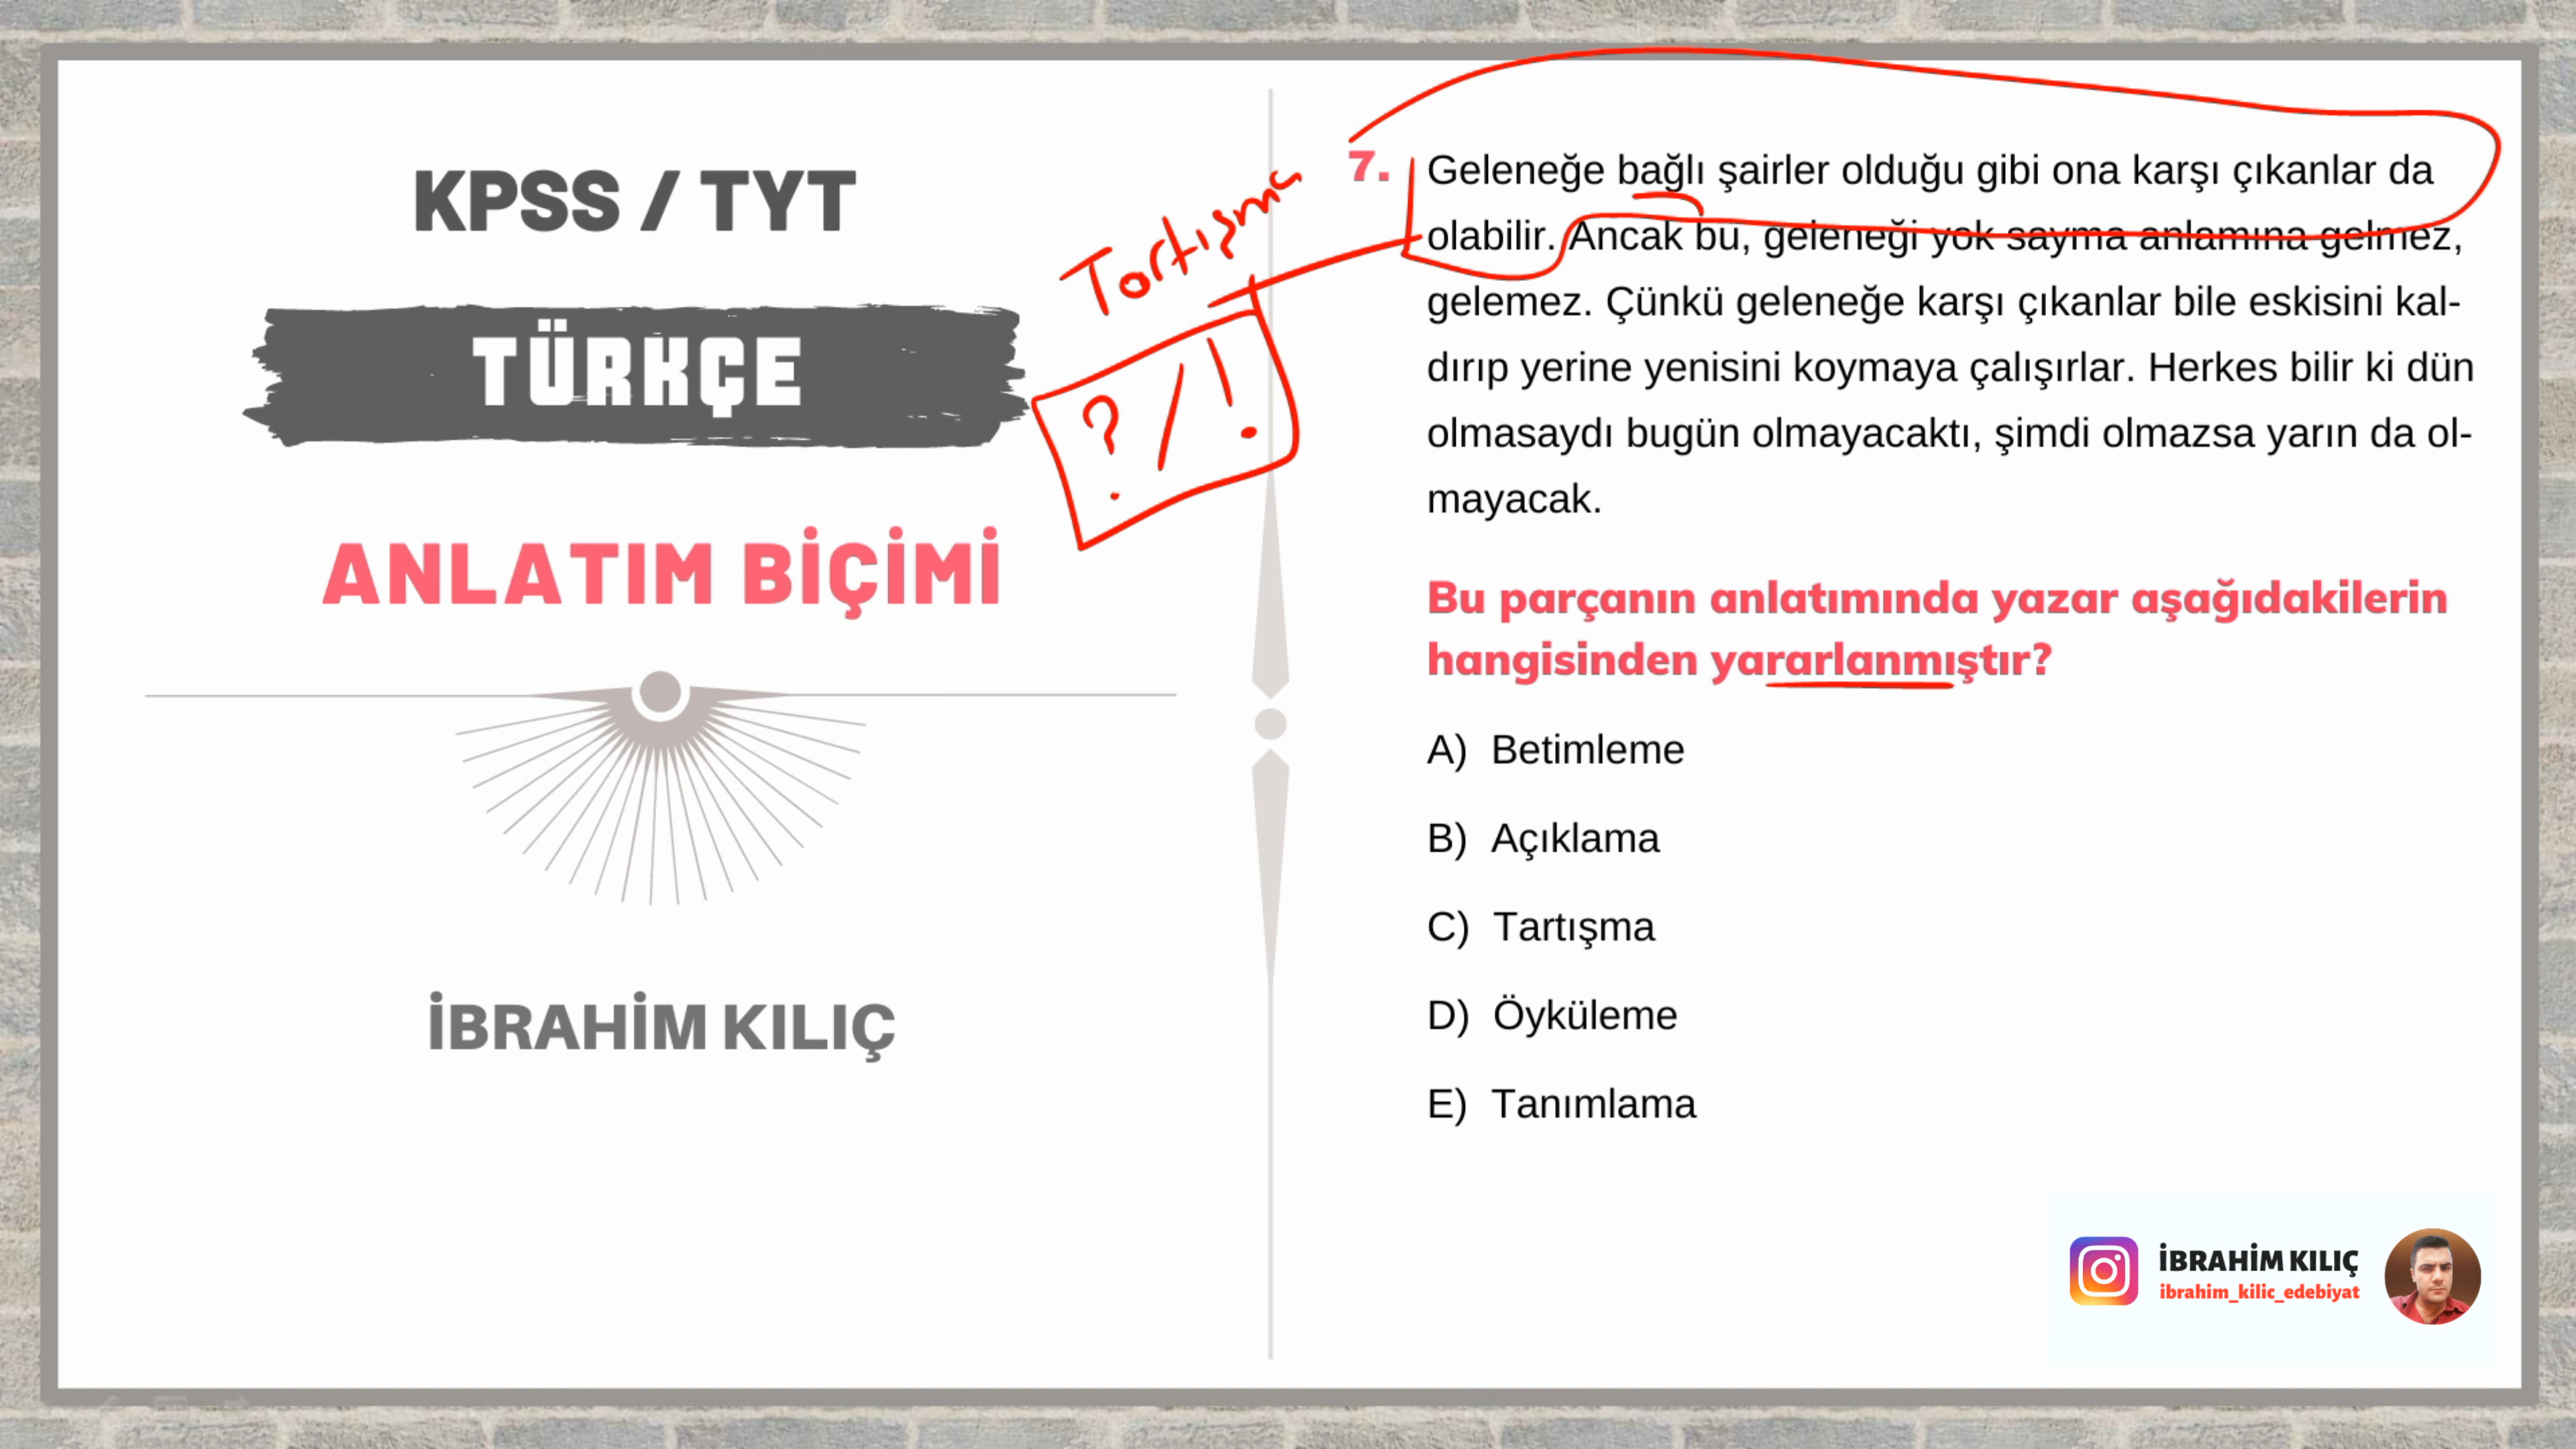 KPSS / TYT
TÜRKÇE
ANLATIM BİÇİMİ
İBRAHİM KILIÇ
Tartışma
? / !
7. Geleneğe bağlı şairler olduğu gibi ona karşı çıkanlar da
olabilir. Ancak bu, geleneği yok sayma anlamına gelmez,
gelemez. Çünkü geleneğe karşı çıkanlar bile eskisini kal-
dırıp yerine yenisini koymaya çalışırlar. Herkes bilir ki dün
olmasaydı bugün olmayacaktı, şimdi olmazsa yarın da ol-
mayacak.
Bu parçanın anlatımında yazar aşağıdakilerin
hangisinden yararlanmıştır?
A) Betimleme
B) Açıklama
C) Tartışma
D) Öyküleme
E) Tanımlama
İBRAHİM KILIÇ
ibrahim_kilic_edebiyat